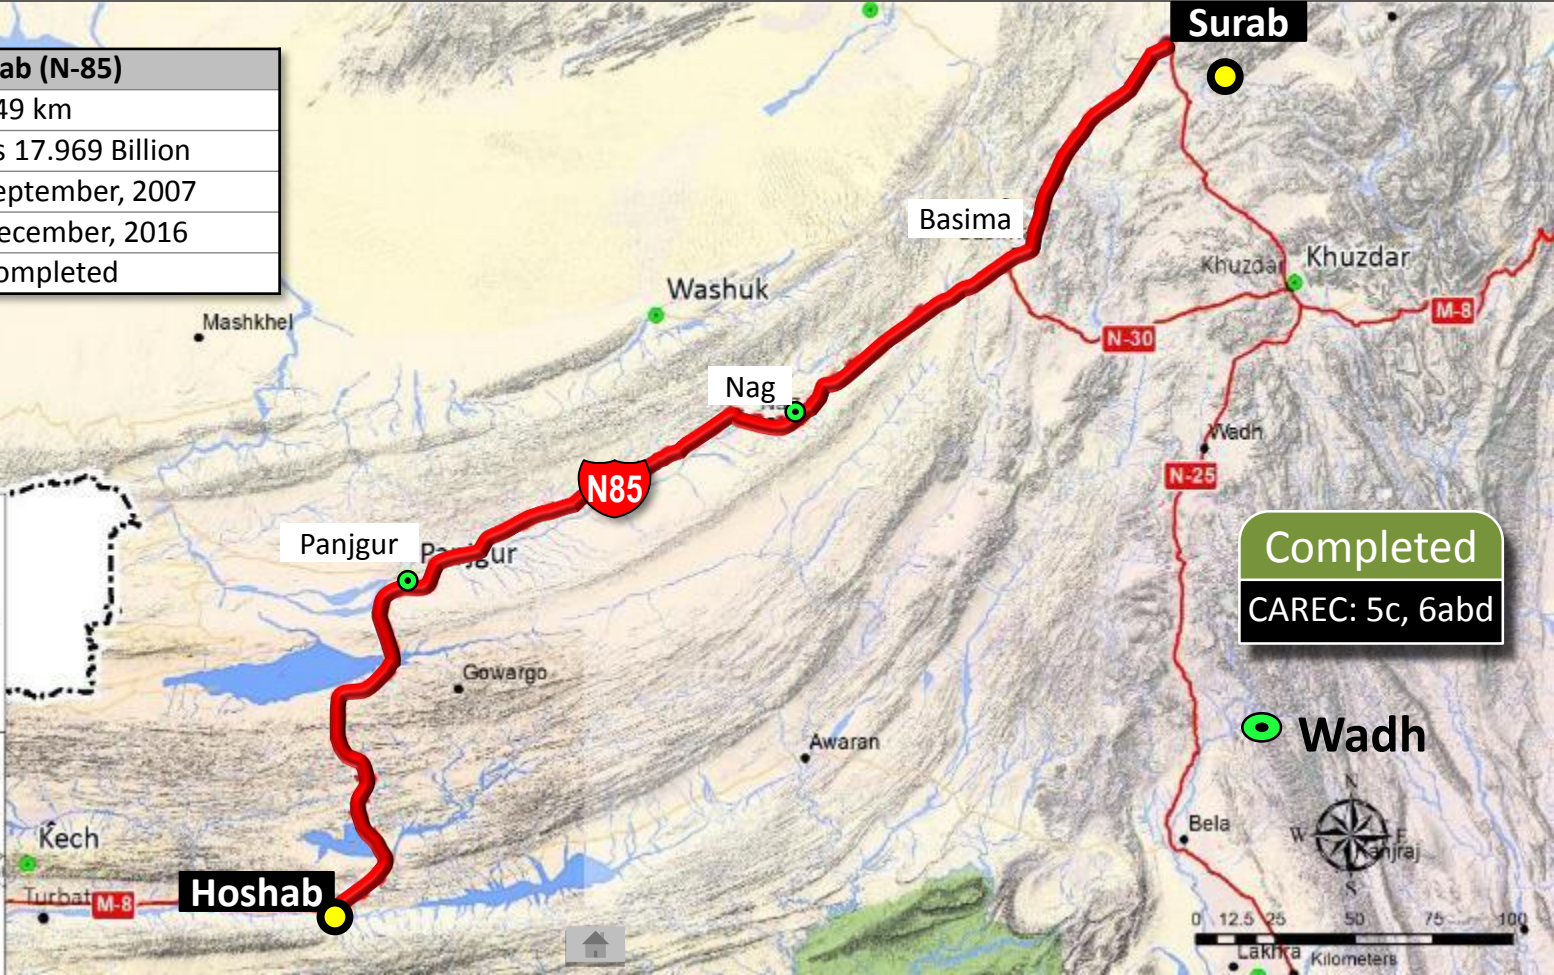 Surab
ab (N-85)
49 km
s 17.969 Billion
eptember, 2007
ecember, 2016
ompleted
Basima
Khuzdar
Khuzdar
Washuk
Mashkhel
M-8
N-30
Nag
Wadh
N-25
N85
Panjgur
Panjgur
Completed
CAREC: 5c, 6abd
Gowargo
Wadh
Awaran
N
Bela
Kech
W
E
S
Turbat
M-8
Hoshab
0 12.5 25 50 75 100
Lakhra
Kilometers